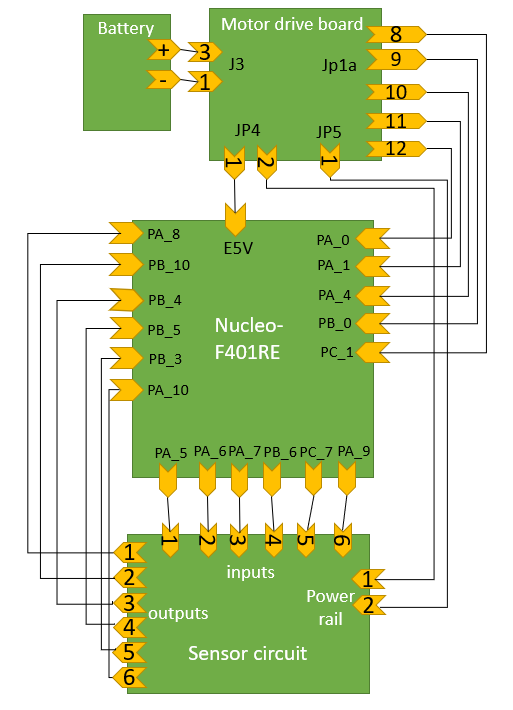 Battery
+
-
Motor drive board
3
J3
1
8
Jp1a
9
10
11
12
JP4
JP5
1
2
1
E5V
PA_8
PB_10
PB_4
PB_5
PB_3
PA_10
Nucleo-
F401RE
PA_0
PA_1
PA_4
PB_0
PC_1
PA_5
PA_6
PA_7
PB_6
PC_7
PA_9
1
2
3
4
5
6
inputs
1
2
3
4
5
6
outputs
Power
rail
1
2
Sensor circuit